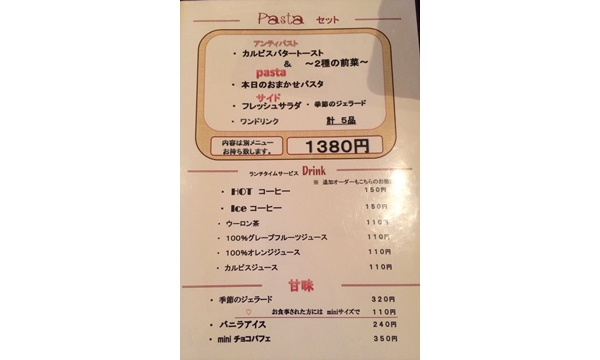 Pasta セット
アンティパスト
・ カルピスバタートースト
& ～2種の前菜～
pasta
・ 本日のおまかせパスタ
サイド
・ フレッシュサラダ ・ 季節のジェラード
・ ワンドリンク 計 5品
内容は別メニュー
お持ち致します。
1380円
ランチタイムサービス Drink
※ 追加オーダーもこちらのお値
・ HOT コーヒー 150円
・ Ice コーヒー 150円
・ ウーロン茶 110円
・ 100%グレープフルーツジュース 110円
・ 100%オレンジジュース 110円
・ カルピスジュース 110円
甘味
・ 季節のジェラード 320円
♡ お食事された方には miniサイズで 110円
・ バニラアイス 240円
・ mini チョコパフェ 350円